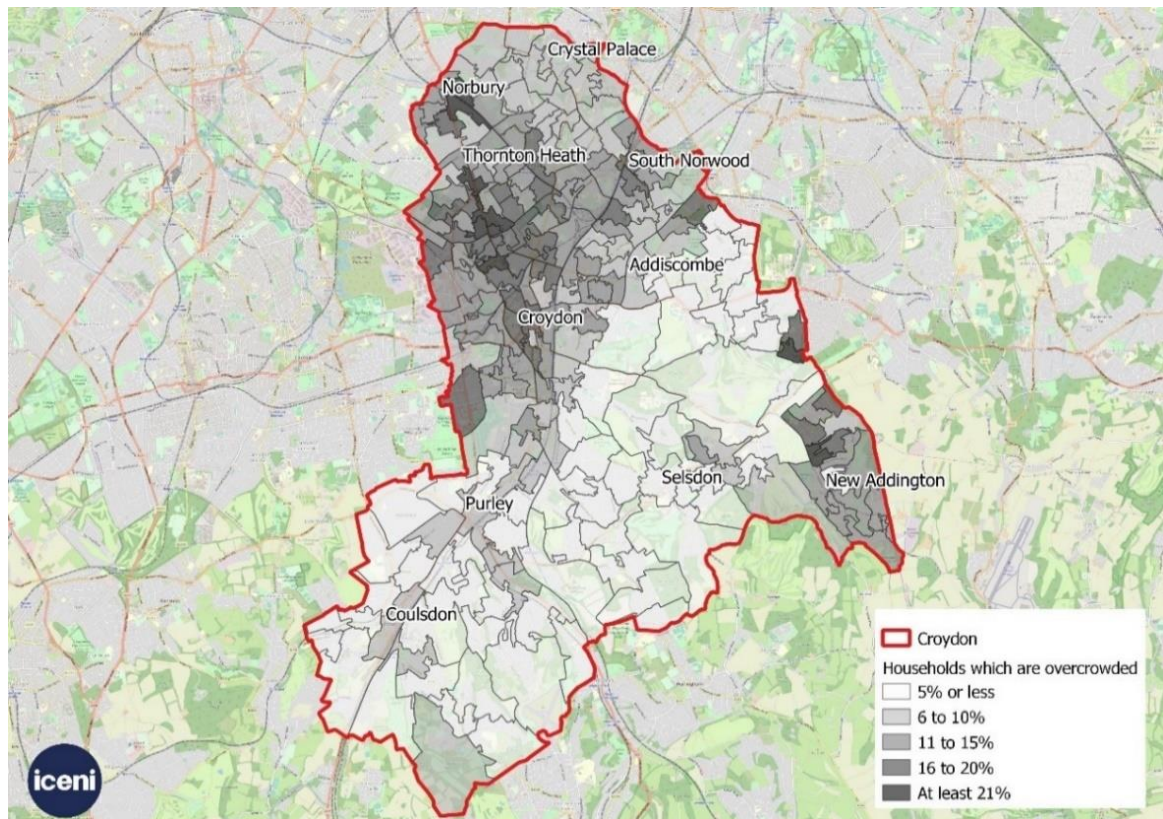 Crystal Palace
Norbury
Thornton Heath
South Norwood
Addiscombe
Croydon
Selsdon
New Addington
Purley
Coulsdon
Croydon
Households which are overcrowded
5% or less
6 to 10%
11 to 15%
16 to 20%
At least 21%
iceni